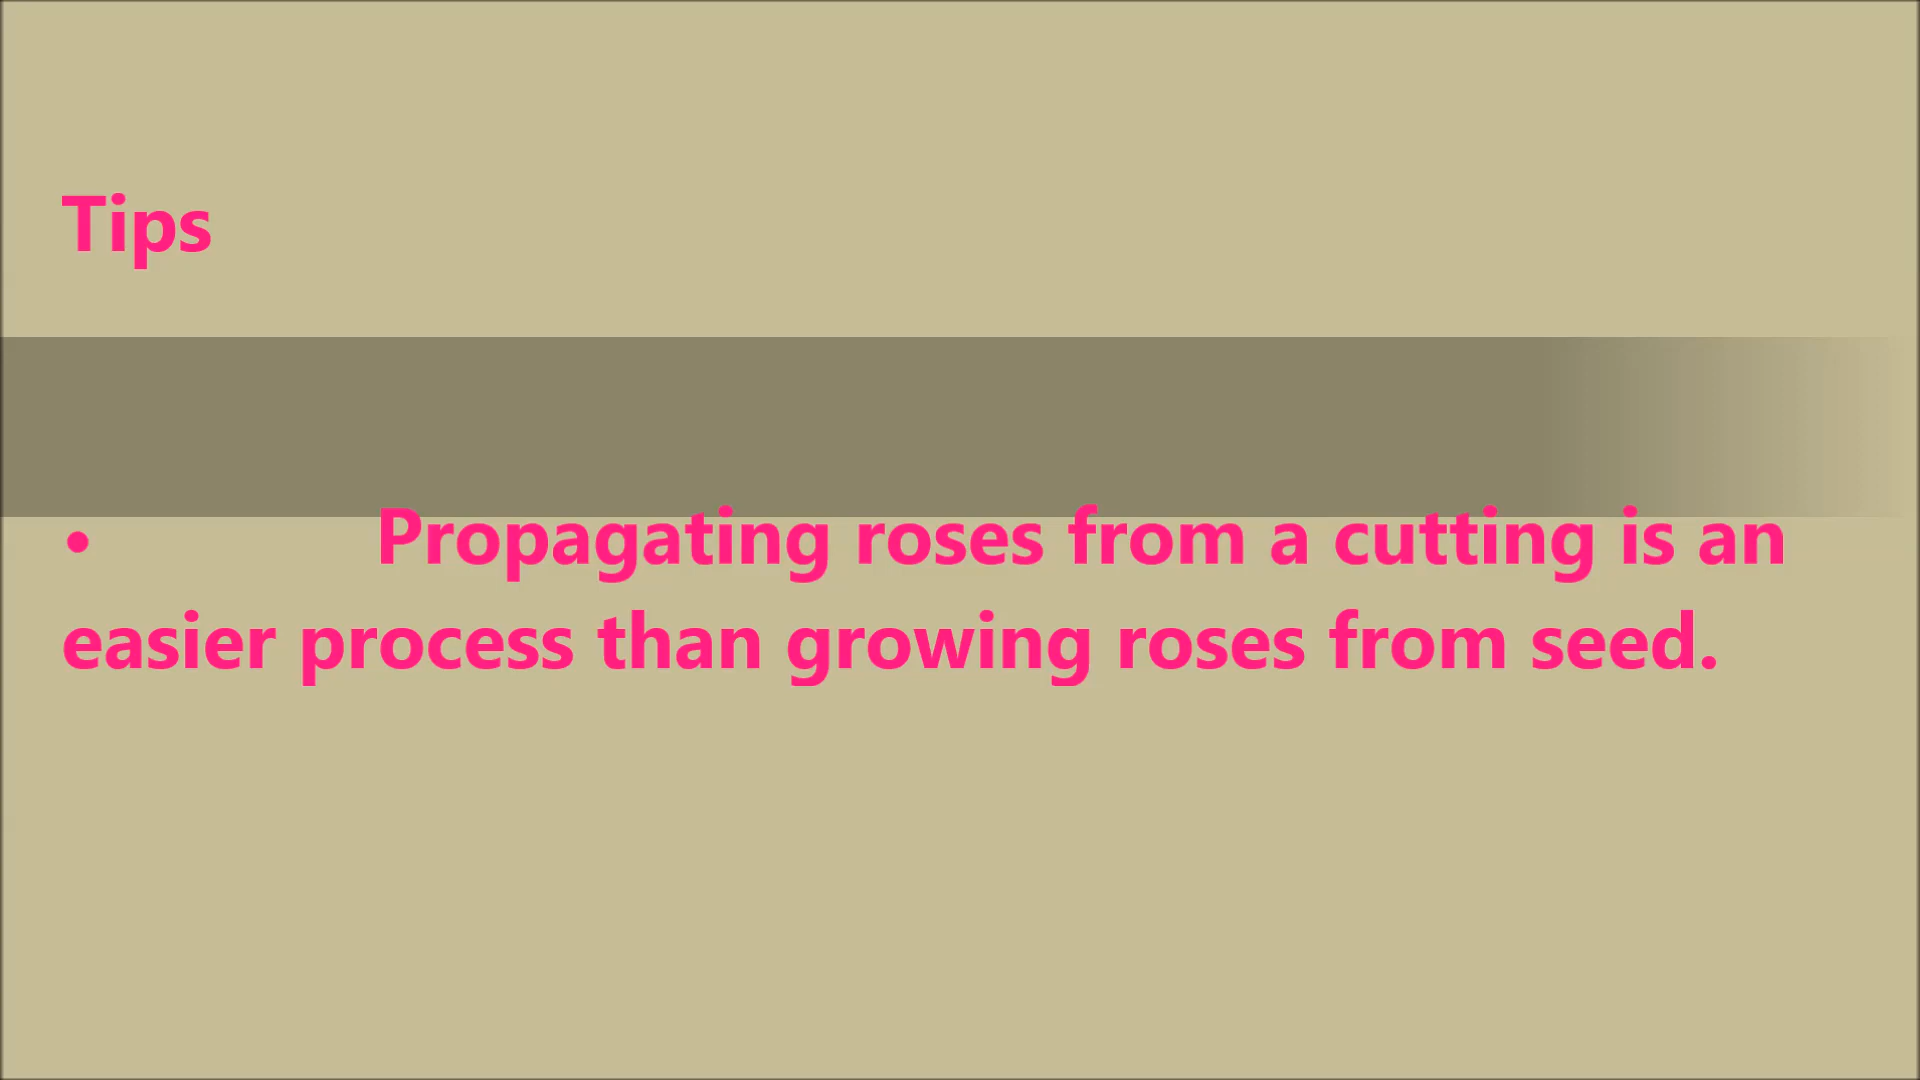 Tips
• Propagating roses from a cutting is an
easier process than growing roses from seed.